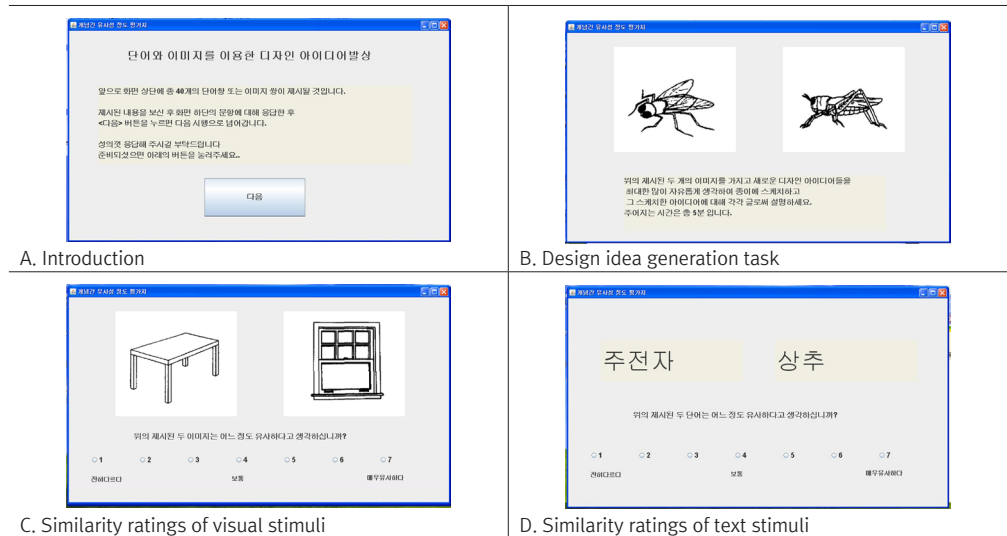 개념간 유사성 정도 평가지
단어와 이미지를 이용한 디자인 아이디어발상
앞으로 화면 상단에 총 40개의 단어쌍 또는 이미지 쌍이 제시될 것입니다.
제시된 내용을 보신 후 화면 하단의 문항에 대해 응답한 후
<다음> 버튼을 누르면 다음 시행으로 넘어갑니다.
성의껏 응답해 주시길 부탁드립니다
준비되셨으면 아래의 버튼을 눌러주세요..
다음
A. Introduction
개념간 유사성 정도 평가지
위의 제시된 두 개의 이미지를 가지고 새로운 디자인 아이디어들을
최대한 많이 자유롭게 생각하여 종이에 스케치하고
그 스케치한 아이디어에 대해 각각 글로써 설명하세요.
주어지는 시간은 총 5분 입니다.
B. Design idea generation task
개념간 유사성 정도 평가지
위의 제시된 두 이미지는 어느 정도 유사하다고 생각하십니까?
1 2 3 4 5 6 7
전혀다르다 보통 매우유사하다
C. Similarity ratings of visual stimuli
개념간 유사성 정도 평가지
주전자 상추
위의 제시된 두 단어는 어느 정도 유사하다고 생각하십니까?
1 2 3 4 5 6 7
전혀다르다 보통 매우유사하다
D. Similarity ratings of text stimuli